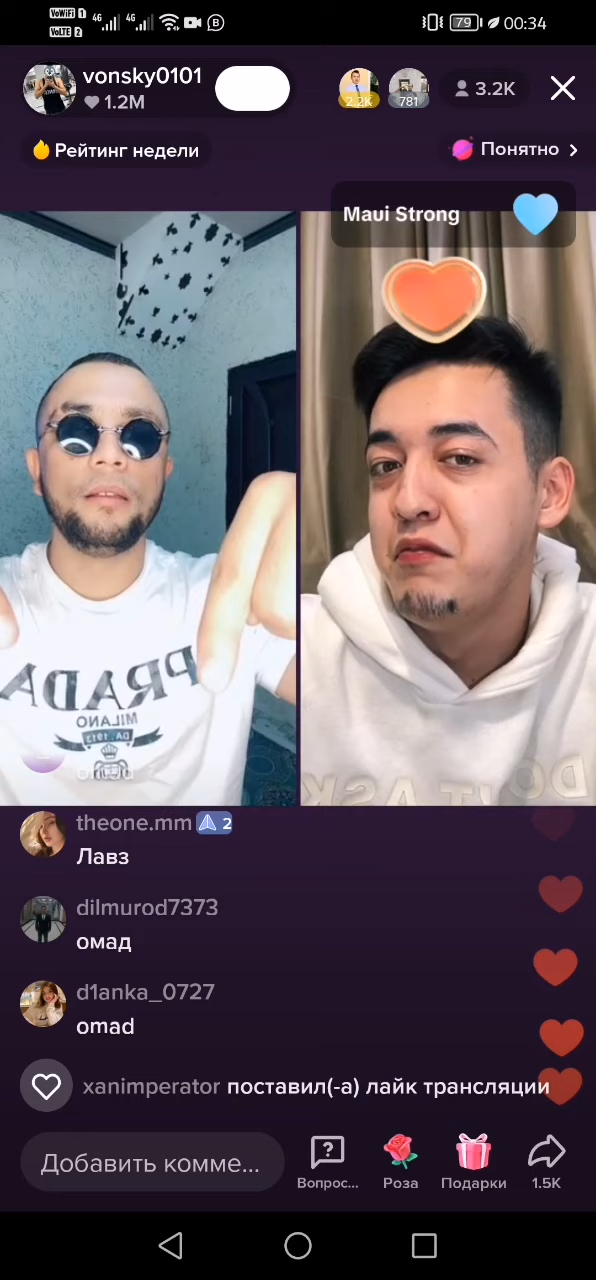 VoWiFi 1
VoLTE 2
4G
4G
B
79
00:34
vonsky0101
1.2M
2.2K
781
3.2K
Рейтинг недели
Понятно >
Maui Strong
PRADA
MILANO
theone.mm 2
Лавз
dilmurod7373
омад
d1anka_0727
omad
xanimperator поставил(-а) лайк трансляции
Добавить комме...
Вопрос...
Роза
Подарки
1.5K